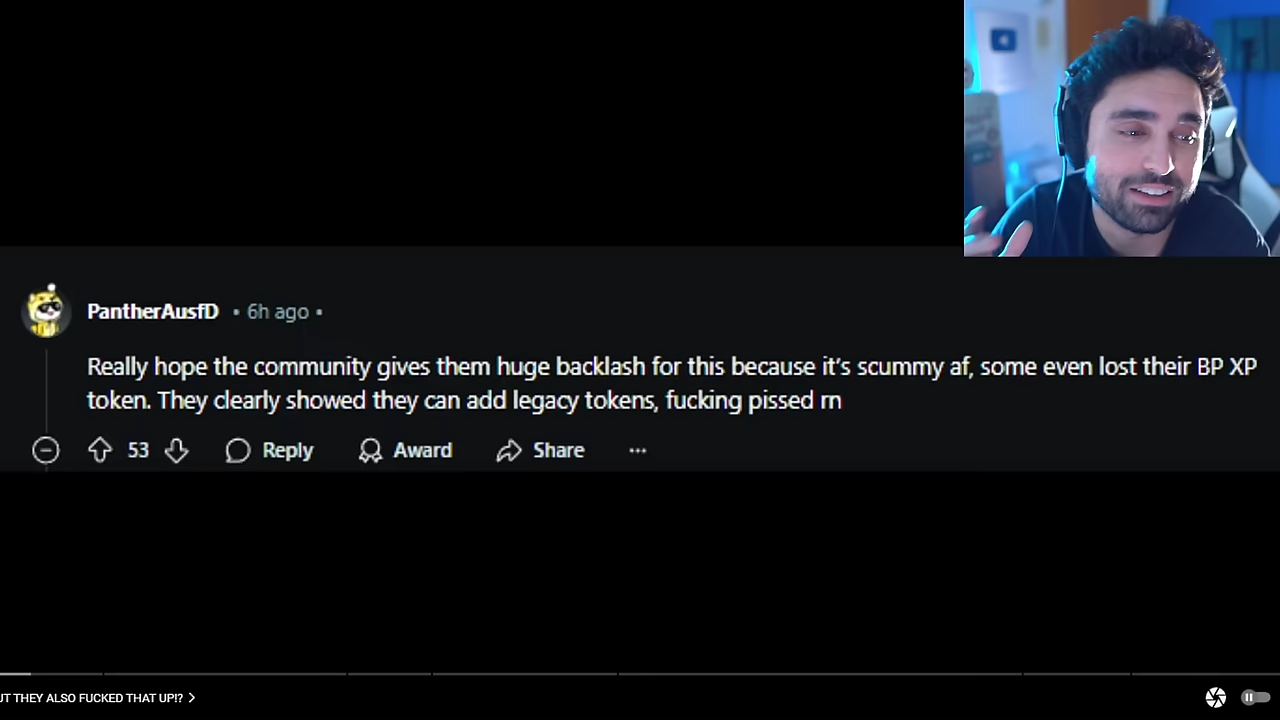 PantherAusfD • 6h ago •
Really hope the community gives them huge backlash for this because it’s scummy af, some even lost their BP XP
token. They clearly showed they can add legacy tokens, fucking pissed rn
53 Reply Award Share ...
UT THEY ALSO FUCKED THAT UP!? >